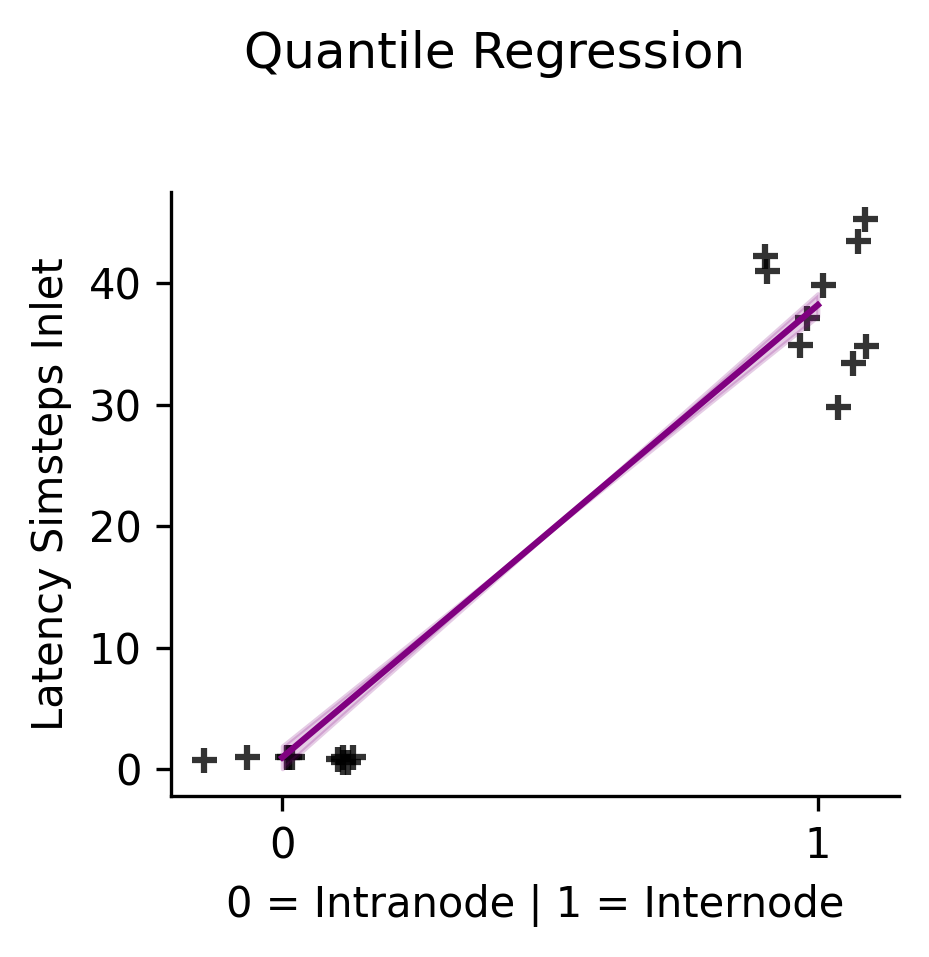 Quantile Regression
Latency Simsteps Inlet
40
30
20
10
0
0 1
0 = Intranode | 1 = Internode